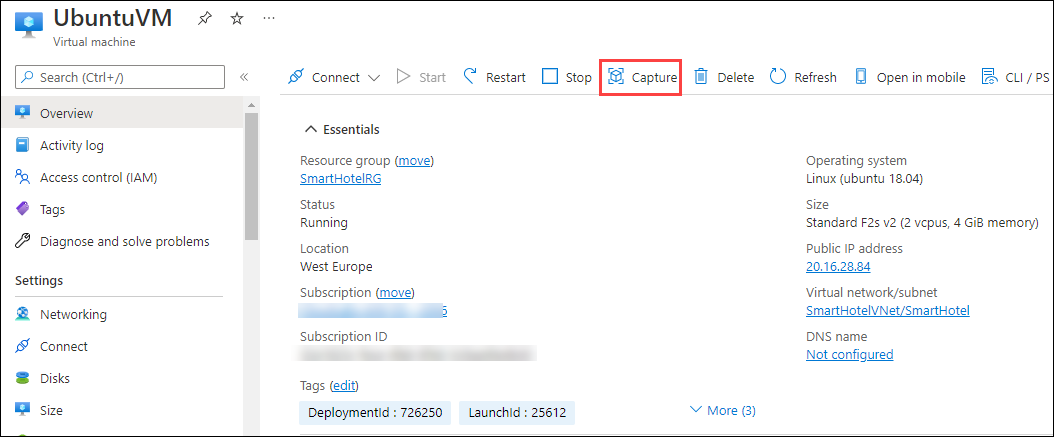 UbuntuVM
Virtual machine
Search (Ctrl+/)
Connect Start Restart Stop Capture Delete Refresh Open in mobile CLI / PS
Overview
Activity log
Access control (IAM)
Tags
Diagnose and solve problems
Settings
Networking
Connect
Disks
Size
Essentials
Resource group (move)
SmartHotelRG
Status
Running
Location
West Europe
Subscription (move)
Subscription ID
Tags (edit)
DeploymentId : 726250 LaunchId : 25612
More (3)
Operating system
Linux (ubuntu 18.04)
Size
Standard F2s v2 (2 vcpus, 4 GiB memory)
Public IP address
20.16.28.84
Virtual network/subnet
SmartHotelVNet/SmartHotel
DNS name
Not configured